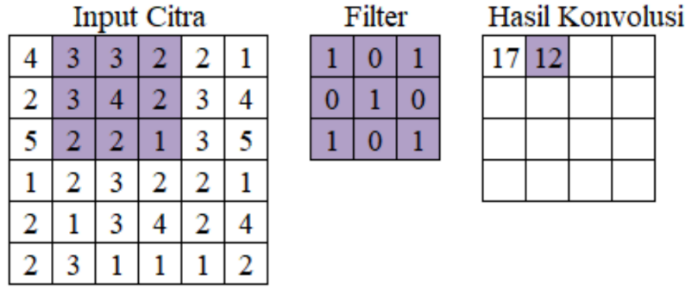 Input Citra
Filter
Hasil Konvolusi
4 3 3 2 2 1
2 3 4 2 3 4
5 2 2 1 3 5
1 2 3 2 2 1
2 1 3 4 2 4
2 3 1 1 1 2
1 0 1
0 1 0
1 0 1
17 12